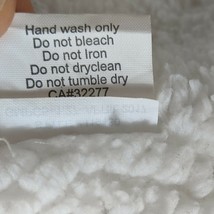 Hand wash only
Do not bleach
Do not Iron
Do not dryclean
Do not tumble dry
CA#32277